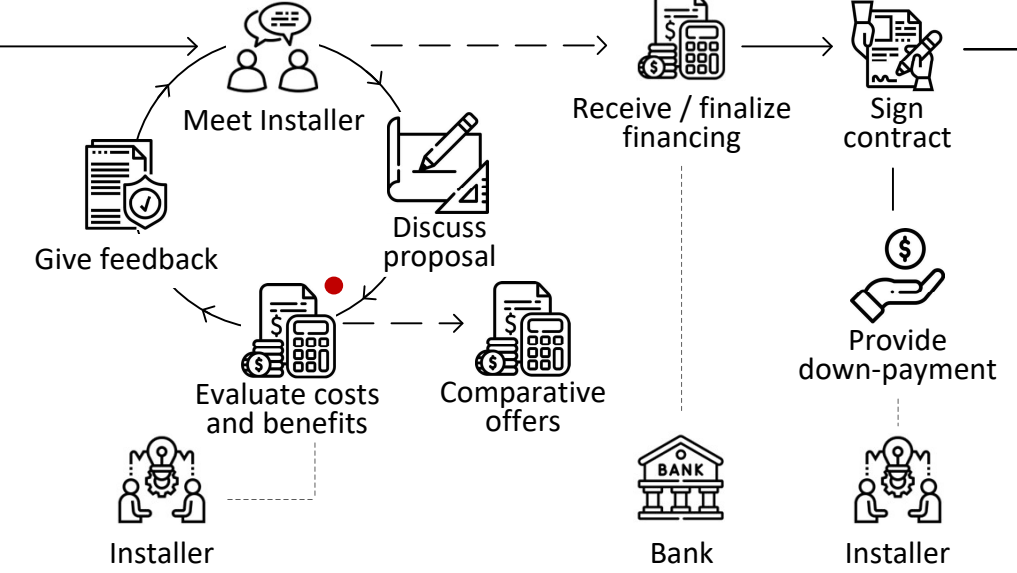 Meet Installer
Receive / finalize
financing
Sign
contract
Discuss
proposal
Give feedback
$
$
$
$
$
$
Provide
down-payment
Evaluate costs
and benefits
Comparative
offers
BANK
Installer
Bank
Installer